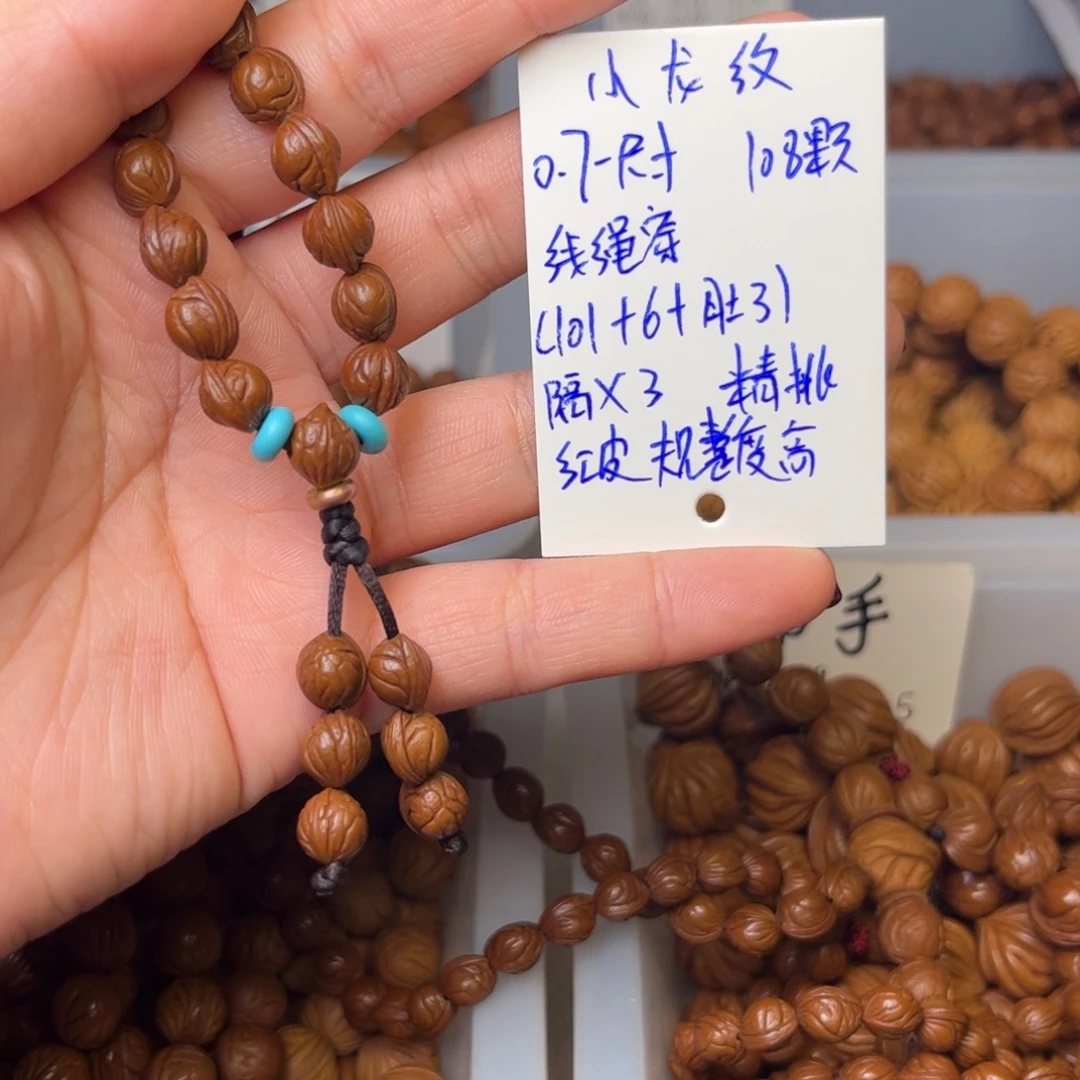 小龙纹
0.7-尺寸 108颗
线绳穿
(101+6+肚3)
隔×3 精挑
红皮 规整度高
手
5